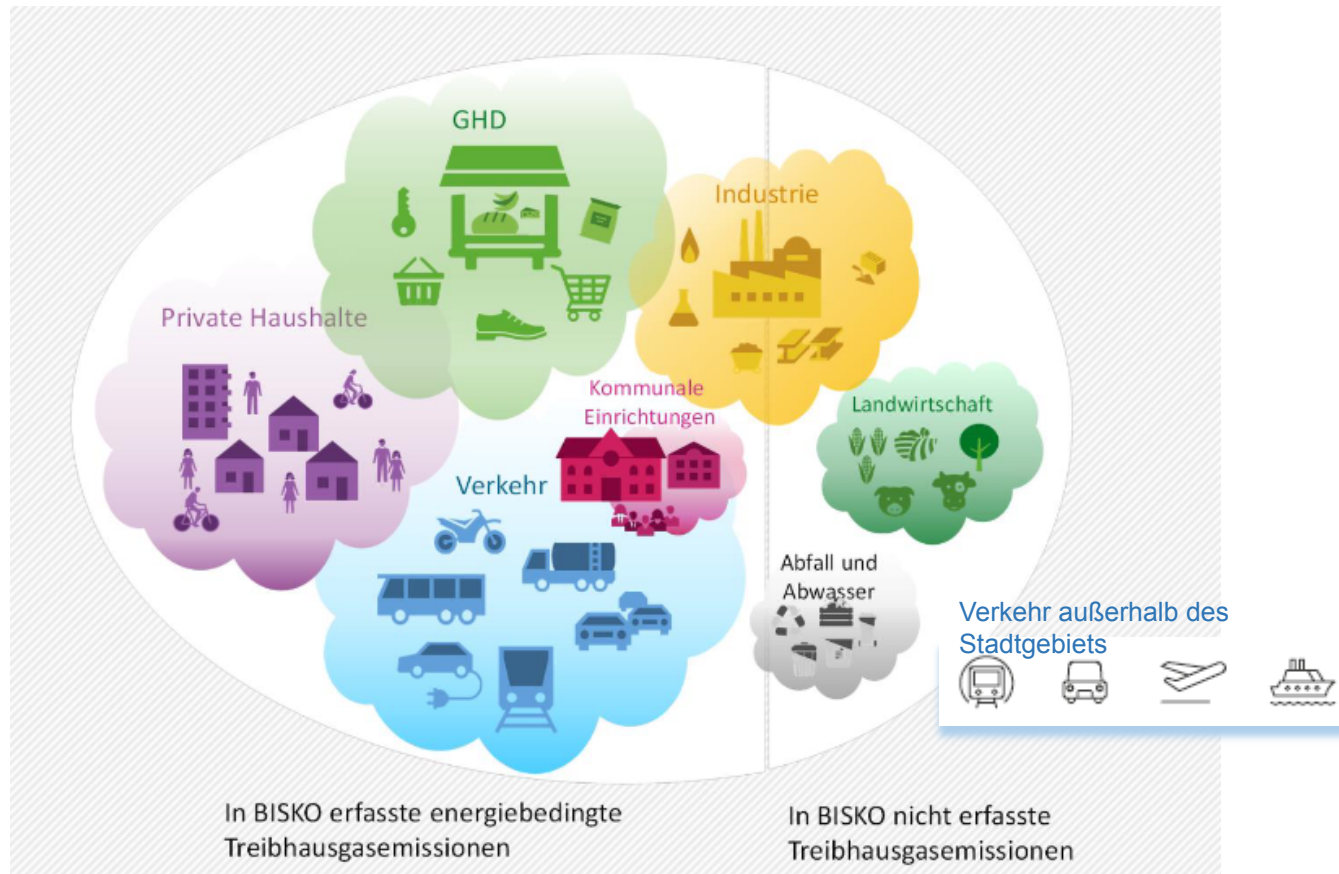 GHD
Industrie
Private Haushalte
Kommunale
Einrichtungen
Landwirtschaft
Verkehr
Abfall und
Abwasser
Verkehr außerhalb des
Stadtgebiets
In BISKO erfasste energiebedingte
Treibhausgasemissionen
In BISKO nicht erfasste
Treibhausgasemissionen